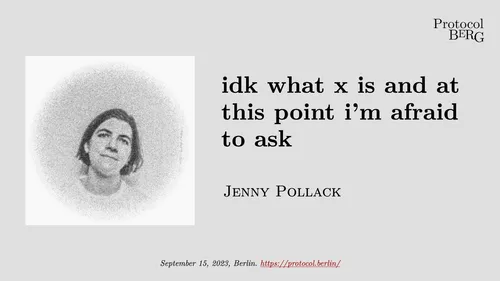 Protocol
BERG
idk what x is and at
this point i'm afraid
to ask
Jenny Pollack
September 15, 2023, Berlin. https://protocol.berlin/